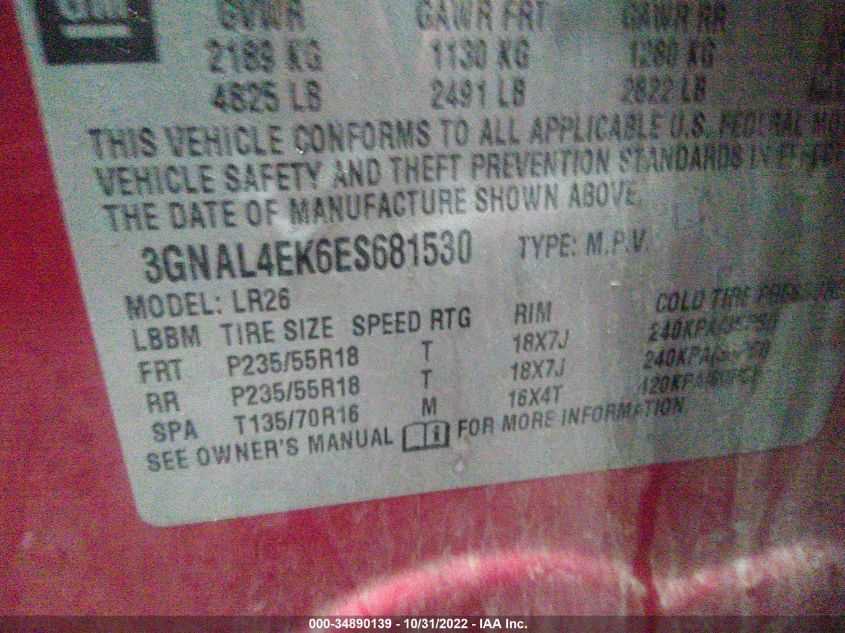 GM GVWR GAWR FRT GAWR RR
2189 KG 1130 KG 1280 KG
4825 LB 2491 LB 2822 LB
THIS VEHICLE CONFORMS TO ALL APPLICABLE U.S. FEDERAL
VEHICLE SAFETY AND THEFT PREVENTION STANDARDS IN EFFECT
THE DATE OF MANUFACTURE SHOWN ABOVE.
3GNAL4EK6ES681530 TYPE: M.P.V.
MODEL: LR26
LBBM TIRE SIZE SPEED RTG RIM COLD TIRE PRESSURE
FRT P235/55R18 T 18X7J 240KPA
RR P235/55R18 T 18X7J 240KPA
SPA T135/70R16 M 16X4T 420KPA
SEE OWNER'S MANUAL FOR MORE INFORMATION
000-34890139 - 10/31/2022 - IAA Inc.